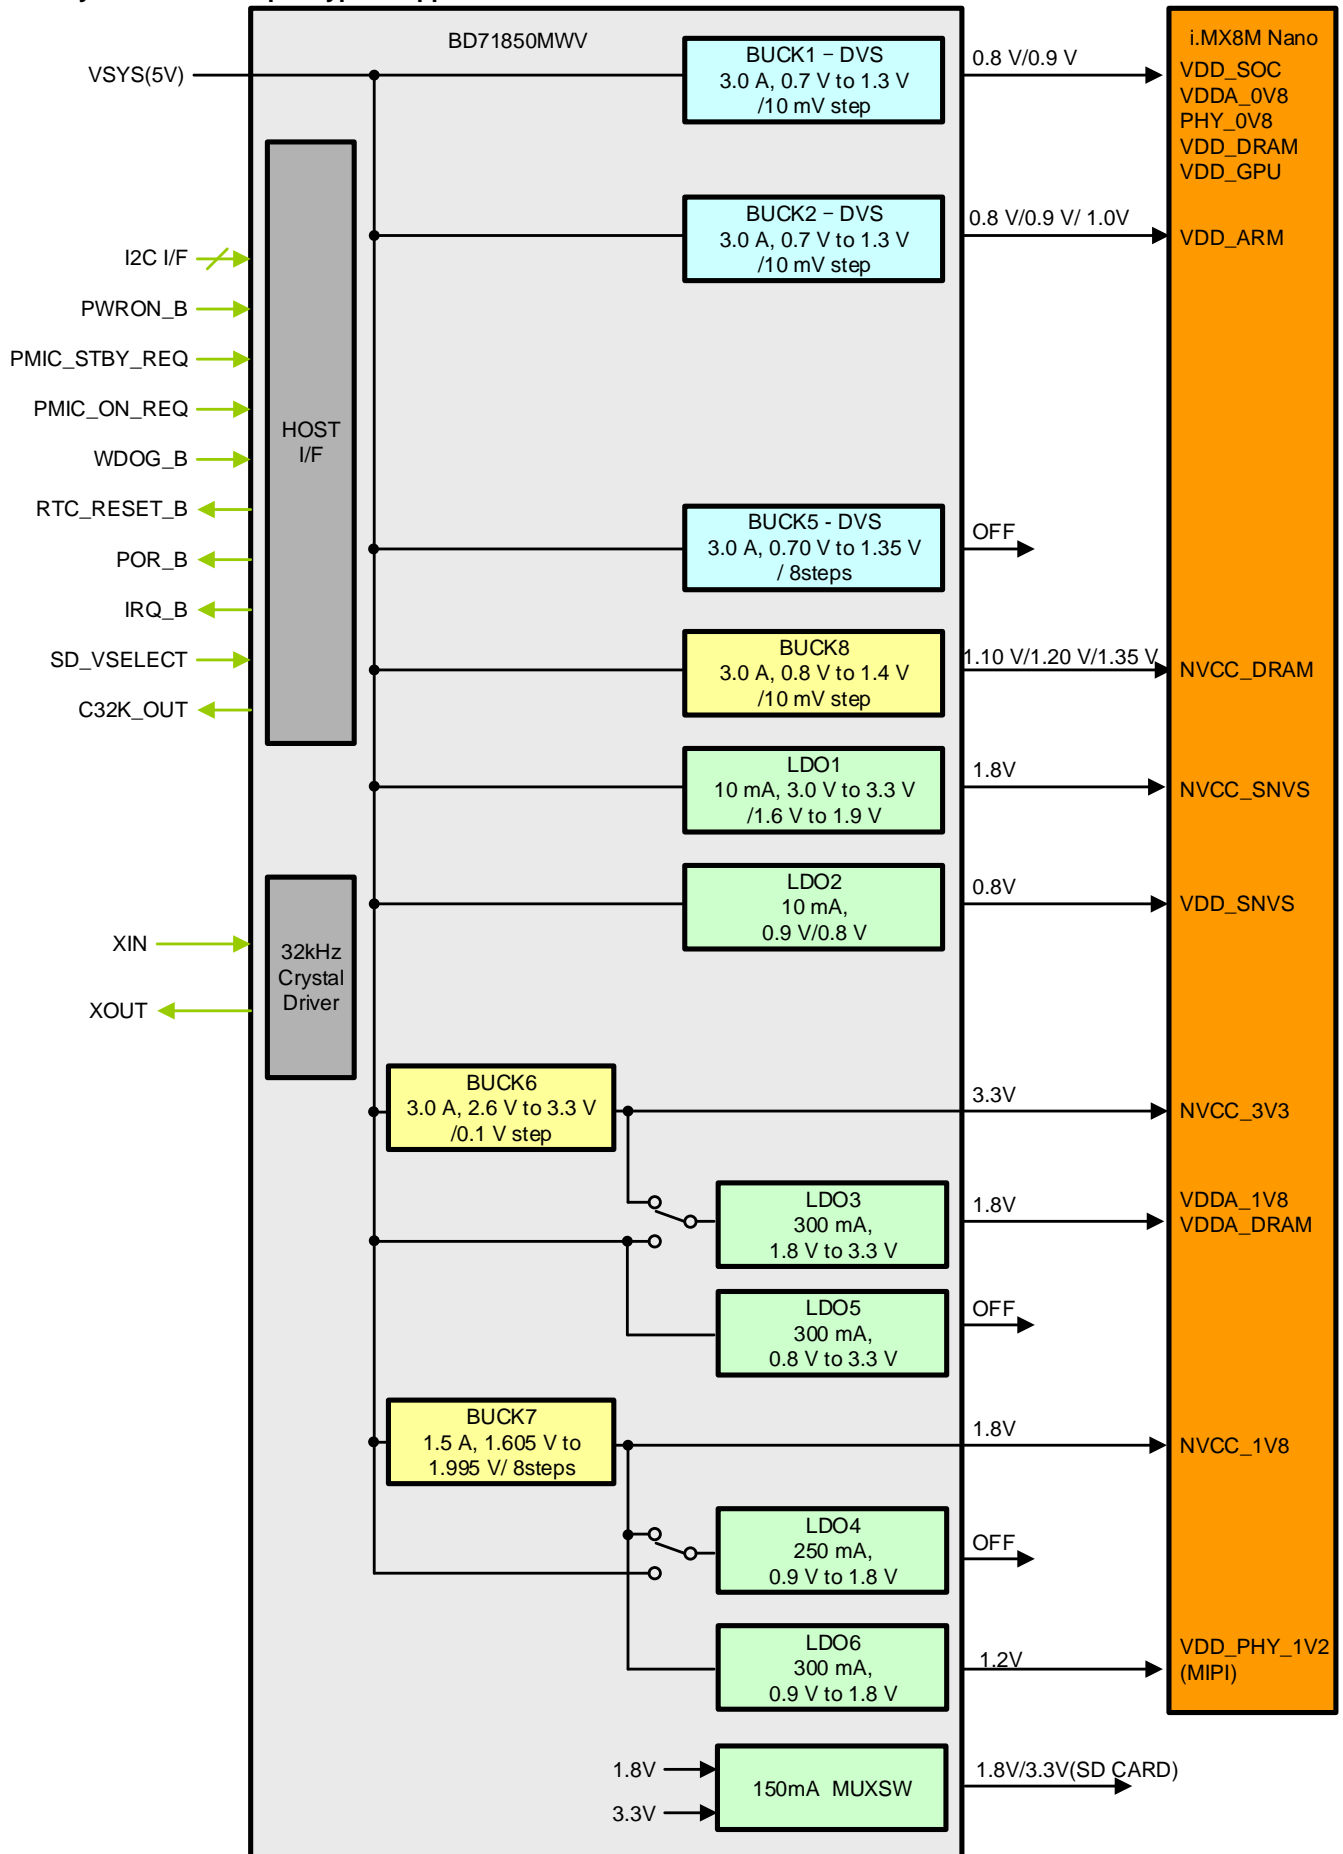 BD71850MWV
VSYS(5V)
BUCK1 – DVS
3.0 A, 0.7 V to 1.3 V
/10 mV step
0.8 V/0.9 V
i.MX8M Nano
VDD_SOC
VDDA_0V8
PHY_0V8
VDD_DRAM
VDD_GPU
BUCK2 – DVS
3.0 A, 0.7 V to 1.3 V
/10 mV step
0.8 V/0.9 V/ 1.0V
VDD_ARM
I2C I/F
PWRON_B
PMIC_STBY_REQ
PMIC_ON_REQ
WDOG_B
RTC_RESET_B
POR_B
IRQ_B
SD_VSELECT
C32K_OUT
HOST
I/F
BUCK5 - DVS
3.0 A, 0.70 V to 1.35 V
/ 8steps
OFF
BUCK8
3.0 A, 0.8 V to 1.4 V
/10 mV step
1.10 V/1.20 V/1.35 V
NVCC_DRAM
LDO1
10 mA, 3.0 V to 3.3 V
/1.6 V to 1.9 V
1.8V
NVCC_SNVS
LDO2
10 mA,
0.9 V/0.8 V
0.8V
VDD_SNVS
XIN
XOUT
32kHz
Crystal
Driver
BUCK6
3.0 A, 2.6 V to 3.3 V
/0.1 V step
3.3V
NVCC_3V3
LDO3
300 mA,
1.8 V to 3.3 V
1.8V
VDDA_1V8
VDDA_DRAM
LDO5
300 mA,
0.8 V to 3.3 V
OFF
BUCK7
1.5 A, 1.605 V to
1.995 V/ 8steps
1.8V
NVCC_1V8
LDO4
250 mA,
0.9 V to 1.8 V
OFF
LDO6
300 mA,
0.9 V to 1.8 V
1.2V
VDD_PHY_1V2
(MIPI)
1.8V
3.3V
150mA MUXSW
1.8V/3.3V(SD CARD)